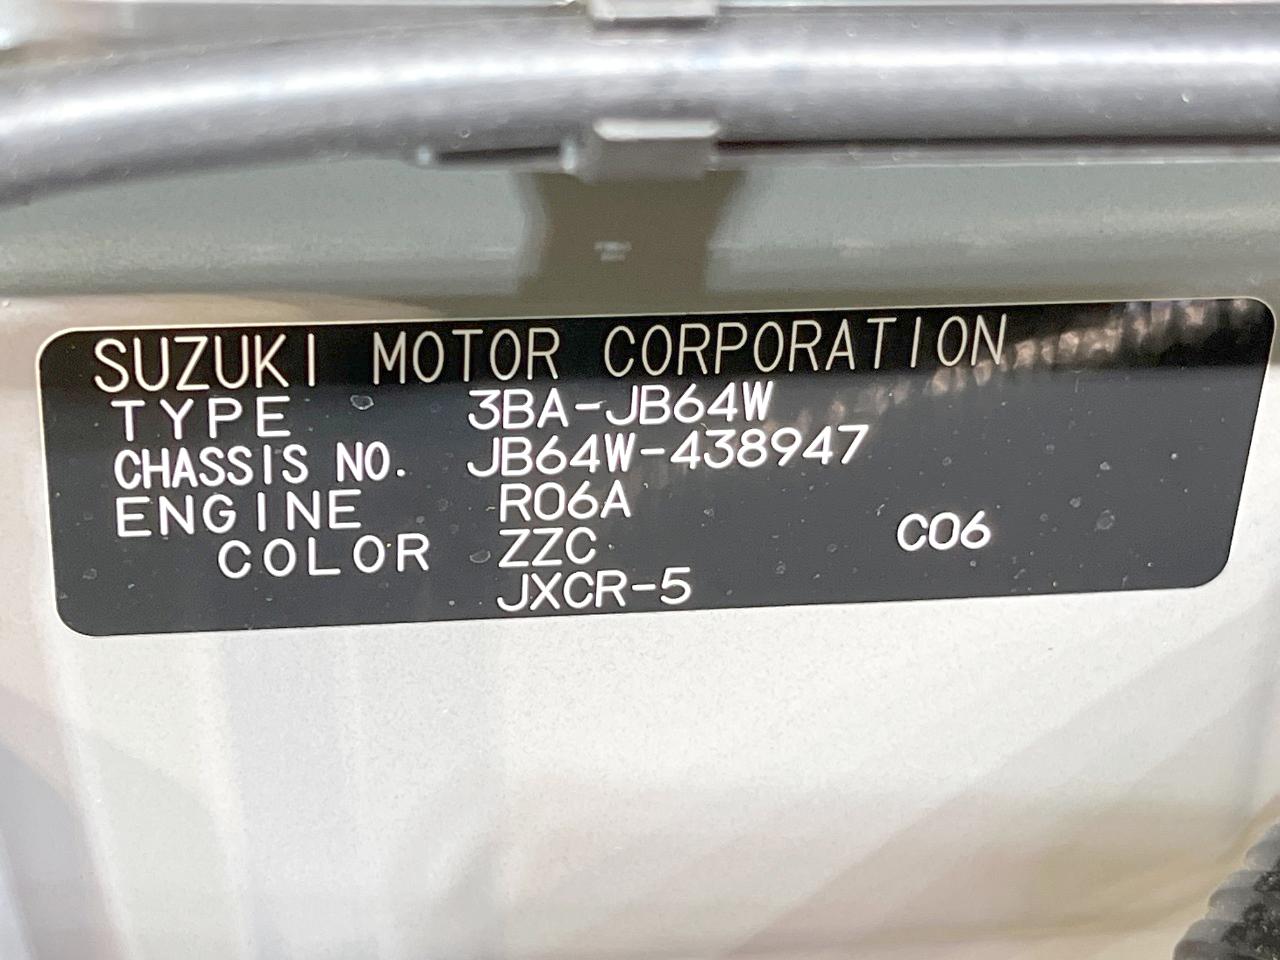 SUZUKI MOTOR CORPORATION
TYPE 3BA-JB64W
CHASSIS NO. JB64W-438947
ENGINE R06A
COLOR ZZC C06
JXCR-5